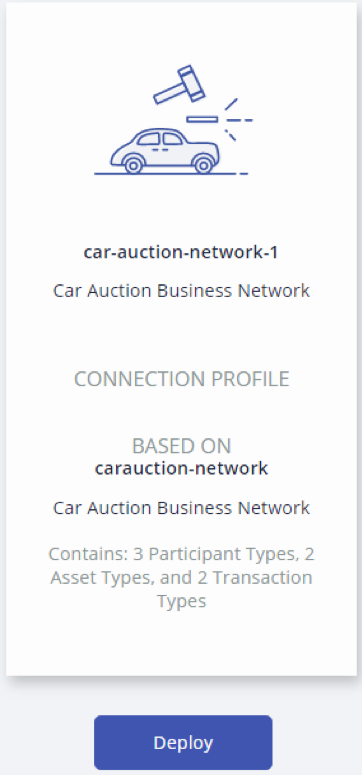 car-auction-network-1
Car Auction Business Network
CONNECTION PROFILE
BASED ON
carauction-network
Car Auction Business Network
Contains: 3 Participant Types, 2
Asset Types, and 2 Transaction
Types
Deploy